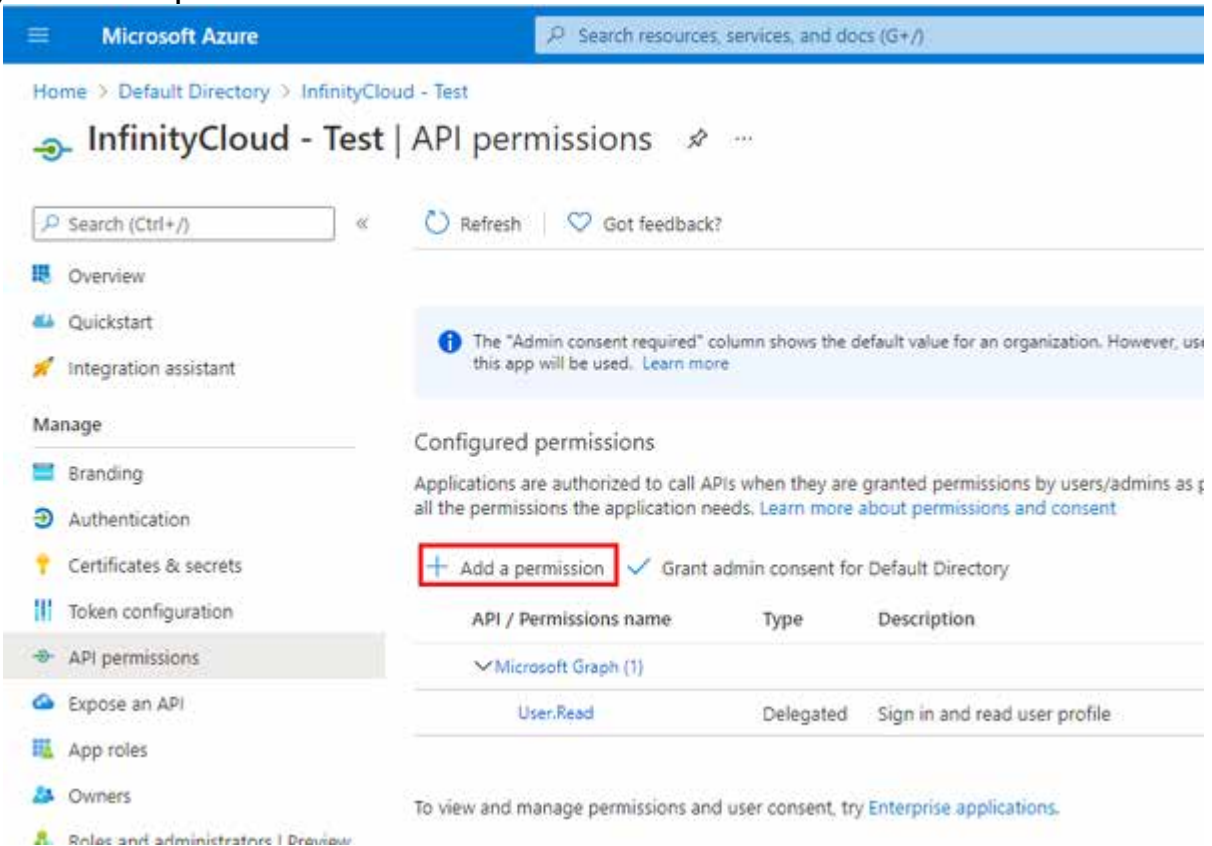 Microsoft Azure
Search resources, services, and docs (G+/)
Home > Default Directory > InfinityCloud - Test
InfinityCloud - Test | API permissions
Search (Ctrl+/)
«
Refresh
Got feedback?
Overview
Quickstart
Integration assistant
The "Admin consent required" column shows the default value for an organization. However,
this app will be used. Learn more
Manage
Branding
Authentication
Certificates & secrets
Token configuration
API permissions
Expose an API
App roles
Owners
Roles and administrators | Preview
Configured permissions
Applications are authorized to call APIs when they are granted permissions by users/admins as
all the permissions the application needs. Learn more about permissions and consent
+ Add a permission
Grant admin consent for Default Directory
API / Permissions name Type Description
Microsoft Graph (1)
User.Read Delegated Sign in and read user profile
To view and manage permissions and user consent, try Enterprise applications.